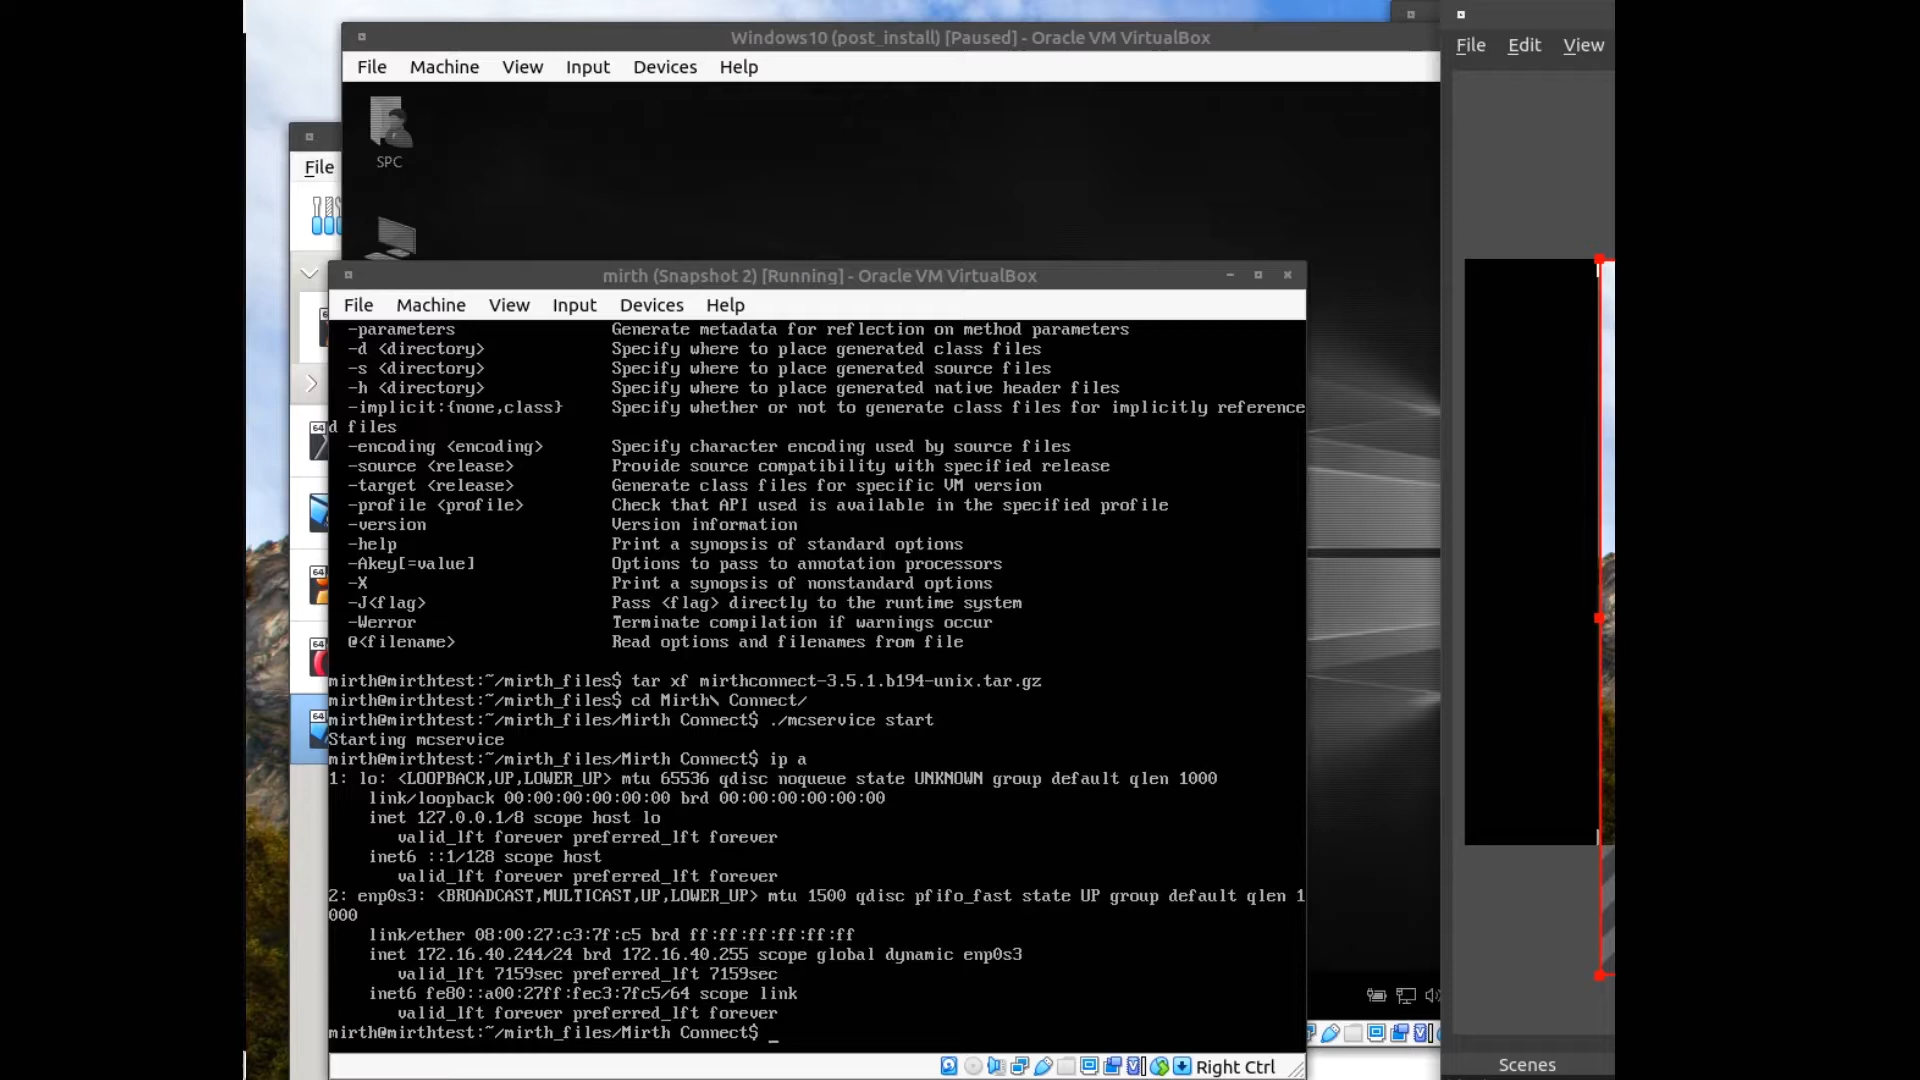 Windows10 (post_install) [Paused] - Oracle VM VirtualBox
File Machine View Input Devices Help
File Edit View
SPC
File
mirth (Snapshot 2) [Running] - Oracle VM VirtualBox
File Machine View Input Devices Help
-parameters Generate metadata for reflection on method parameters
-d <directory> Specify where to place generated class files
-s <directory> Specify where to place generated source files
-h <directory> Specify where to place generated native header files
-implicit:{none,class} Specify whether or not to generate class files for implicitly reference
d files
-encoding <encoding> Specify character encoding used by source files
-source <release> Provide source compatibility with specified release
-target <release> Generate class files for specific VM version
-profile <profile> Check that API used is available in the specified profile
-version Version information
-help Print a synopsis of standard options
-Akey[=value] Options to pass to annotation processors
-X Print a synopsis of nonstandard options
-J<flag> Pass <flag> directly to the runtime system
-Werror Terminate compilation if warnings occur
@<filename> Read options and filenames from file
mirth@mirthtest:~/mirth_files$ tar xf mirthconnect-3.5.1.b194-unix.tar.gz
mirth@mirthtest:~/mirth_files$ cd Mirth\ Connect/
mirth@mirthtest:~/mirth_files/Mirth Connect$ ./mcservice start
Starting mcservice
mirth@mirthtest:~/mirth_files/Mirth Connect$ ip a
1: lo: <LOOPBACK,UP,LOWER_UP> mtu 65536 qdisc noqueue state UNKNOWN group default qlen 1000
link/loopback 00:00:00:00:00:00 brd 00:00:00:00:00:00
inet 127.0.0.1/8 scope host lo
valid_lft forever preferred_lft forever
inet6 ::1/128 scope host
valid_lft forever preferred_lft forever
2: enp0s3: <BROADCAST,MULTICAST,UP,LOWER_UP> mtu 1500 qdisc pfifo_fast state UP group default qlen 1
000
link/ether 08:00:27:c3:7f:c5 brd ff:ff:ff:ff:ff:ff
inet 172.16.40.244/24 brd 172.16.40.255 scope global dynamic enp0s3
valid_lft 7159sec preferred_lft 7159sec
inet6 fe80::a00:27ff:fec3:7fc5/64 scope link
valid_lft forever preferred_lft forever
mirth@mirthtest:~/mirth_files/Mirth Connect$ _
Right Ctrl
Scenes